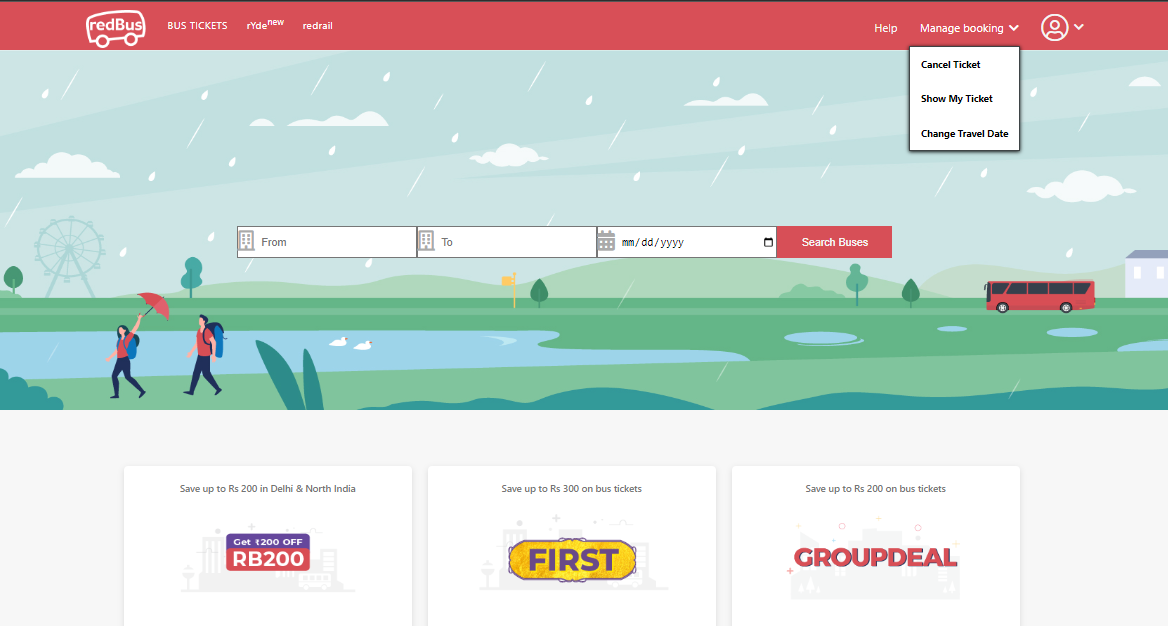 redBus
BUS TICKETS
rYde new
redrail
Help
Manage booking
Cancel Ticket
Show My Ticket
Change Travel Date
From
To
mm/dd/yyyy
Search Buses
Save up to Rs 200 in Delhi & North India
Get ₹200 OFF
RB200
Save up to Rs 300 on bus tickets
FIRST
Save up to Rs 200 on bus tickets
GROUPDEAL